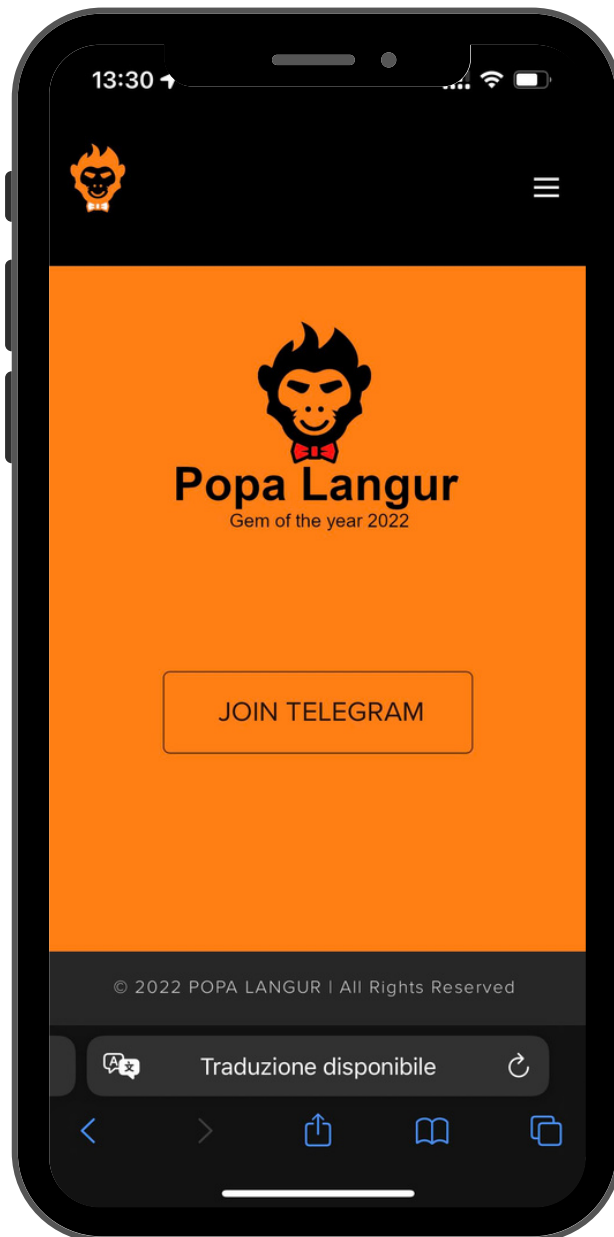 13:30
Popa Langur
Gem of the year 2022
JOIN TELEGRAM
© 2022 POPA LANGUR | All Rights Reserved
Traduzione disponibile